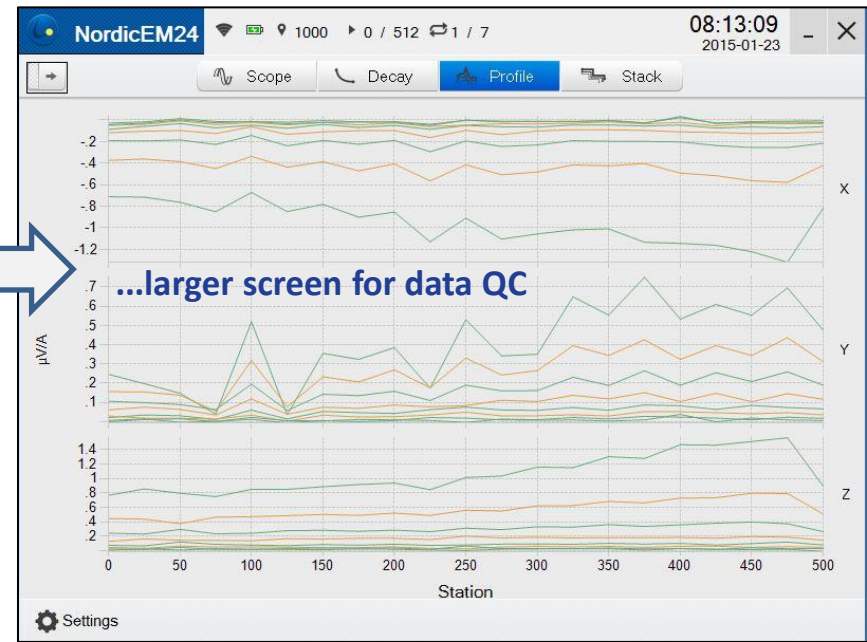 NordicEM24 1000 0 / 512 1 / 7 08:13:09
2015-01-23
Scope Decay Profile Stack
-.2
-.4
-.6
-.8
-1
-1.2
X
...larger screen for data QC
.7
.6
.5
.4
.3
.2
.1
Y
µV/A
1.4
1.2
1
.8
.6
.4
.2
Z
0 50 100 150 200 250 300 350 400 450 500
Station
Settings